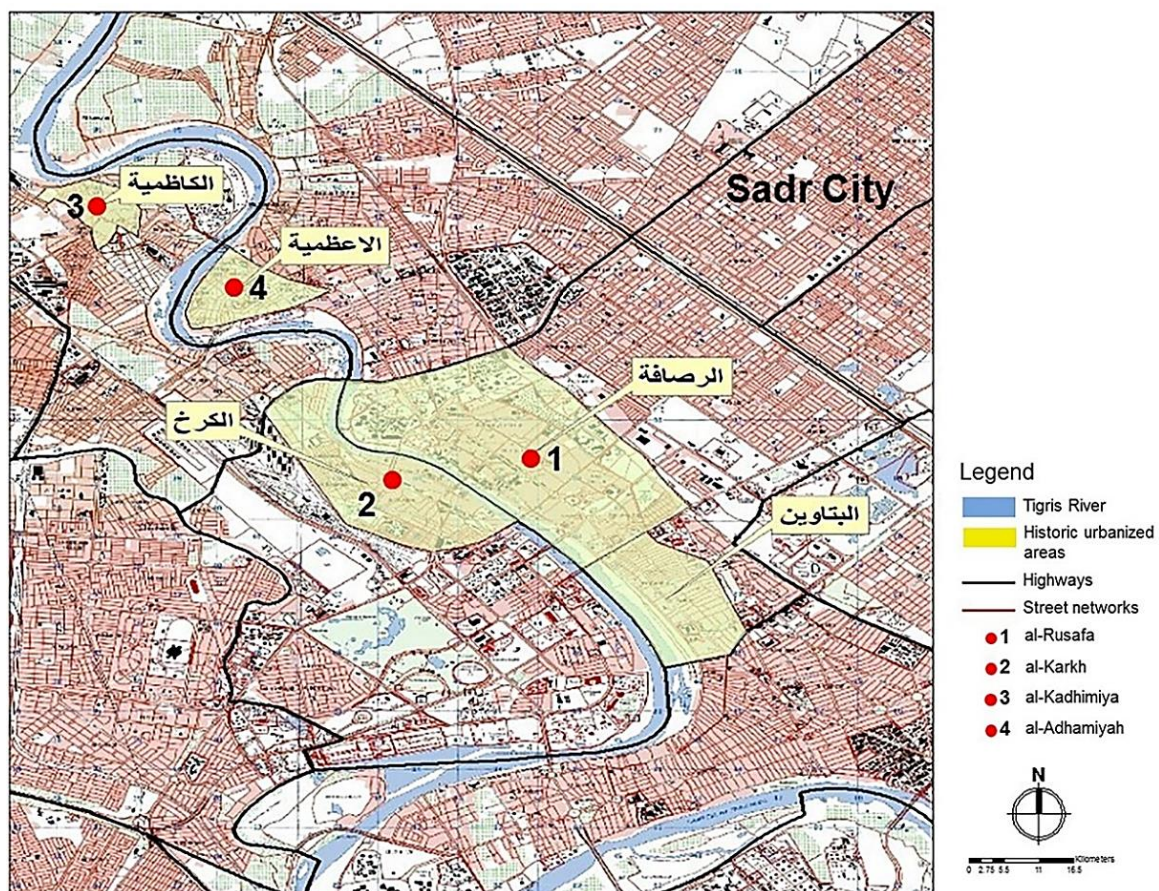 Sadr City
الكاظمية
3
الاعظمية
4
الرصافة
الكرخ
1
2
البتاوين
Legend
Tigris River
Historic urbanized
areas
Highways
Street networks
1 al-Rusafa
2 al-Karkh
3 al-Kadhimiya
4 al-Adhamiyah
N
Kilometers
0 2.75 5.5 11 16.5